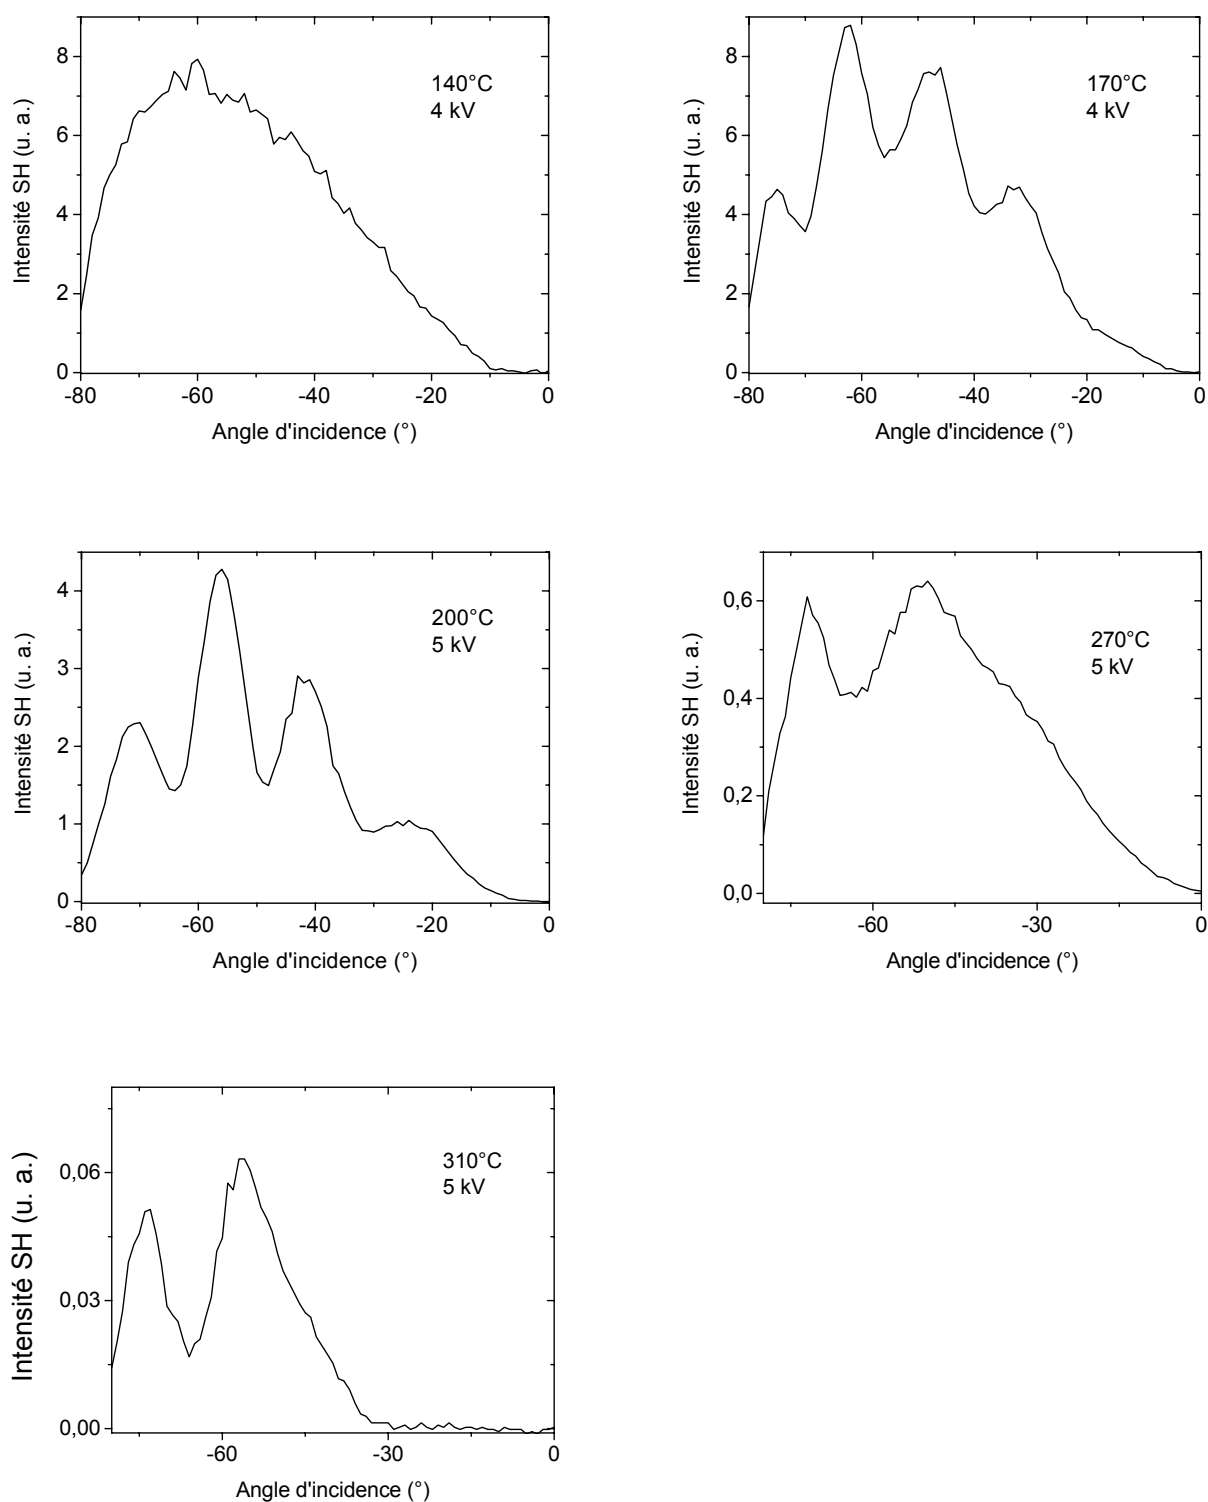 8
6
4
2
0
Intensité SH (u. a.)
140°C
4 kV
-80
-60
-40
-20
0
Angle d'incidence (°)
8
6
4
2
0
Intensité SH (u. a.)
170°C
4 kV
-80
-60
-40
-20
0
Angle d'incidence (°)
4
3
2
1
0
Intensité SH (u. a.)
200°C
5 kV
-80
-60
-40
-20
0
Angle d'incidence (°)
0,6
0,4
0,2
0,0
Intensité SH (u. a.)
270°C
5 kV
-60
-30
0
Angle d'incidence (°)
0,06
0,03
0,00
Intensité SH (u. a.)
310°C
5 kV
-60
-30
0
Angle d'incidence (°)